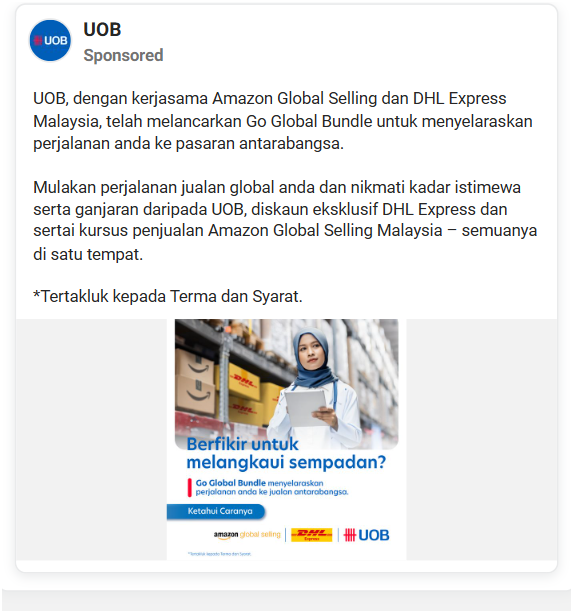 UOB
UOB
Sponsored
UOB, dengan kerjasama Amazon Global Selling dan DHL Express
Malaysia, telah melancarkan Go Global Bundle untuk menyelaraskan
perjalanan anda ke pasaran antarabangsa.
Mulakan perjalanan jualan global anda dan nikmati kadar istimewa
serta ganjaran daripada UOB, diskaun eksklusif DHL Express dan
sertai kursus penjualan Amazon Global Selling Malaysia – semuanya
di satu tempat.
*Tertakluk kepada Terma dan Syarat.
DHL
Berfikir untuk
melangkaui sempadan?
Go Global Bundle menyelaraskan
perjalanan anda ke jualan antarabangsa.
Ketahui Caranya
amazon global selling
DHL
Express
UOB
*Tertakluk kepada Terma dan Syarat